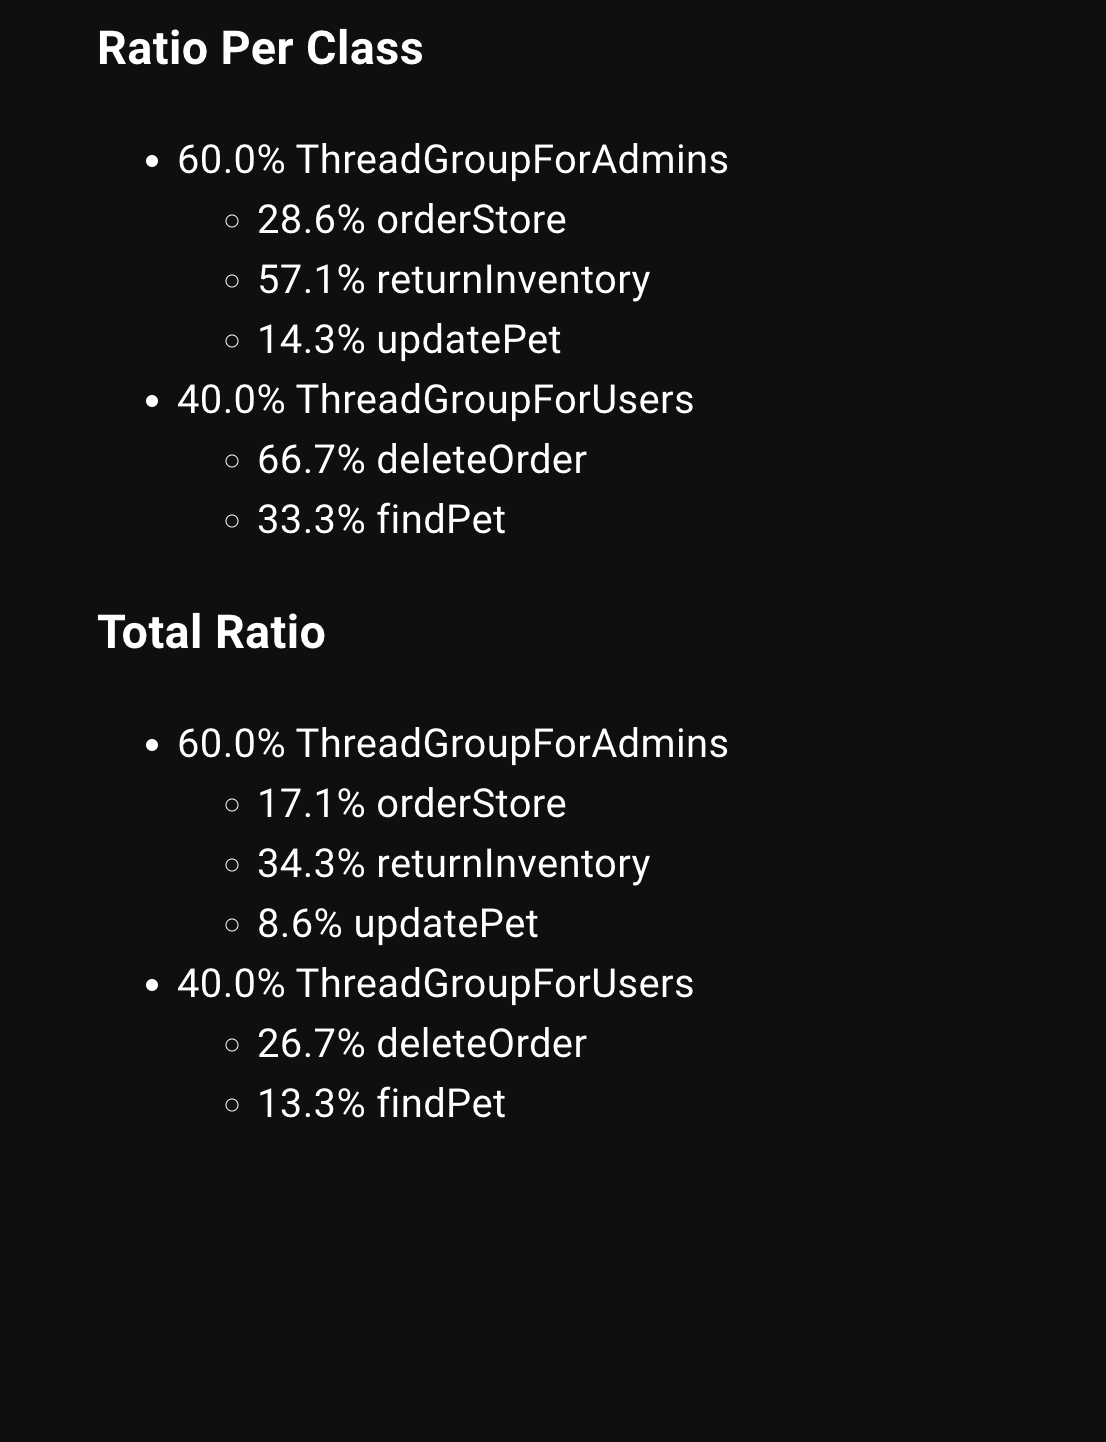 Ratio Per Class
• 60.0% ThreadGroupForAdmins
◦ 28.6% orderStore
◦ 57.1% returnInventory
◦ 14.3% updatePet
• 40.0% ThreadGroupForUsers
◦ 66.7% deleteOrder
◦ 33.3% findPet
Total Ratio
• 60.0% ThreadGroupForAdmins
◦ 17.1% orderStore
◦ 34.3% returnInventory
◦ 8.6% updatePet
• 40.0% ThreadGroupForUsers
◦ 26.7% deleteOrder
◦ 13.3% findPet